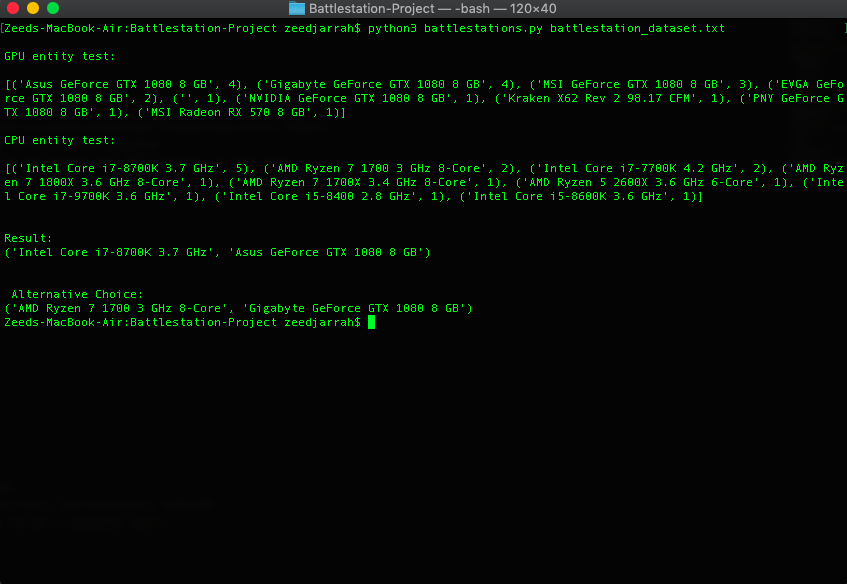 Battlestation-Project — -bash — 120×40
[Zeeds-MacBook-Air:Battlestation-Project zeedjarrah$ python3 battlestations.py battlestation_dataset.txt ]
GPU entity test:
[('Asus GeForce GTX 1080 8 GB', 4), ('Gigabyte GeForce GTX 1080 8 GB', 4), ('MSI GeForce GTX 1080 8 GB', 3), ('EVGA GeFo
rce GTX 1080 8 GB', 2), ('', 1), ('NVIDIA GeForce GTX 1080 8 GB', 1), ('Kraken X62 Rev 2 98.17 CFM', 1), ('PNY GeForce G
TX 1080 8 GB', 1), ('MSI Radeon RX 570 8 GB', 1)]
CPU entity test:
[('Intel Core i7-8700K 3.7 GHz', 5), ('AMD Ryzen 7 1700 3 GHz 8-Core', 2), ('Intel Core i7-7700K 4.2 GHz', 2), ('AMD Ryz
en 7 1800X 3.6 GHz 8-Core', 1), ('AMD Ryzen 7 1700X 3.4 GHz 8-Core', 1), ('AMD Ryzen 5 2600X 3.6 GHz 6-Core', 1), ('Inte
l Core i7-9700K 3.6 GHz', 1), ('Intel Core i5-8400 2.8 GHz', 1), ('Intel Core i5-8600K 3.6 GHz', 1)]
Result:
('Intel Core i7-8700K 3.7 GHz', 'Asus GeForce GTX 1080 8 GB')
Alternative Choice:
('AMD Ryzen 7 1700 3 GHz 8-Core', 'Gigabyte GeForce GTX 1080 8 GB')
Zeeds-MacBook-Air:Battlestation-Project zeedjarrah$